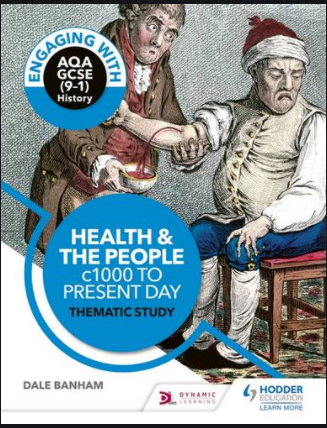 ENGAGING WITH
AQA
GCSE
(9-1)
History
HEALTH &
THE PEOPLE
c1000 TO
PRESENT DAY
THEMATIC STUDY
DALE BANHAM
DYNAMIC
LEARNING
HODDER
EDUCATION
LEARN MORE